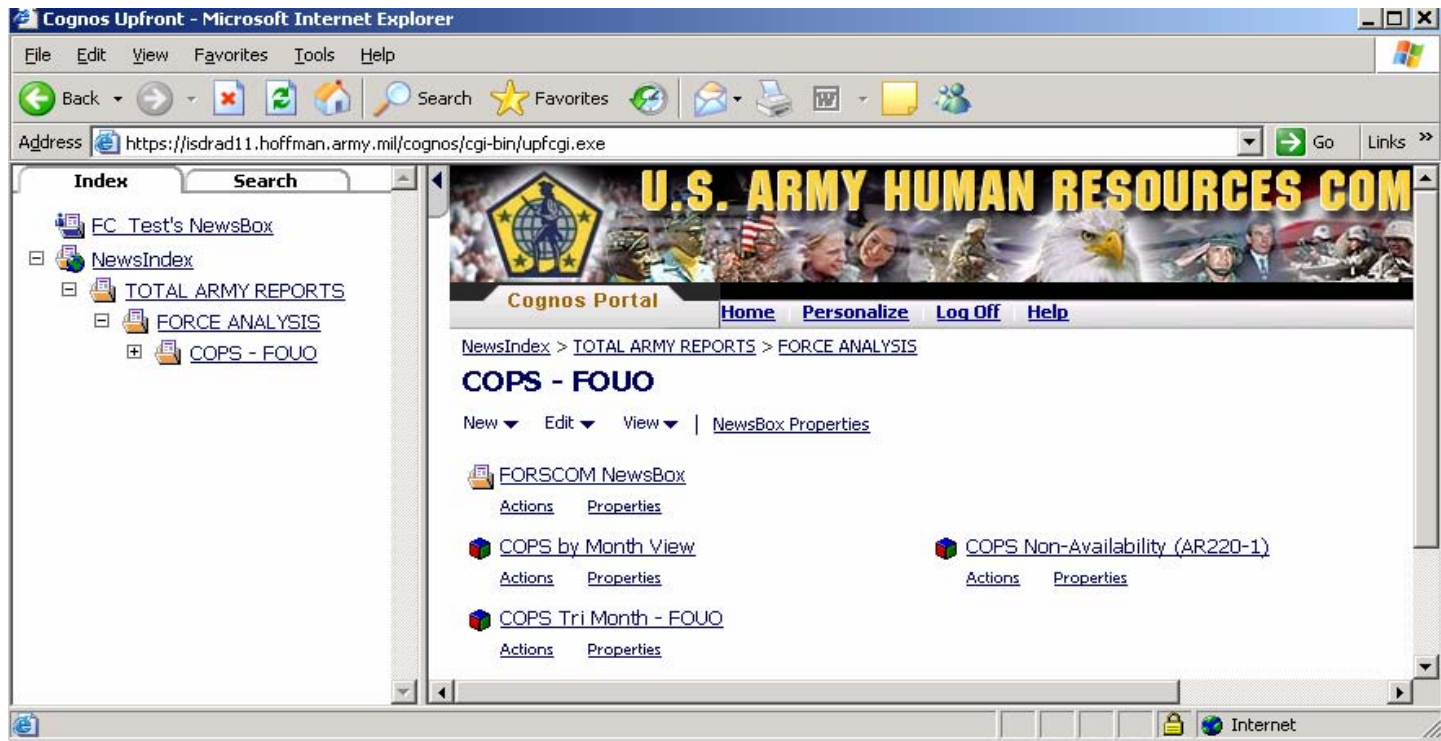 Cognos Upfront - Microsoft Internet Explorer
File Edit View Favorites Tools Help
Back Search Favorites
Address https://isdrad11.hoffman.army.mil/cognos/cgi-bin/upfcgi.exe Go Links »
Index Search
FC_Test's NewsBox
NewsIndex
TOTAL ARMY REPORTS
FORCE ANALYSIS
COPS - FOUO
U.S. ARMY HUMAN RESOURCES COM
Cognos Portal
Home Personalize Log Off Help
NewsIndex > TOTAL ARMY REPORTS > FORCE ANALYSIS
COPS - FOUO
New Edit View | NewsBox Properties
FORSCOM NewsBox
Actions Properties
COPS by Month View COPS Non-Availability (AR220-1)
Actions Properties Actions Properties
COPS Tri Month - FOUO
Actions Properties
Internet